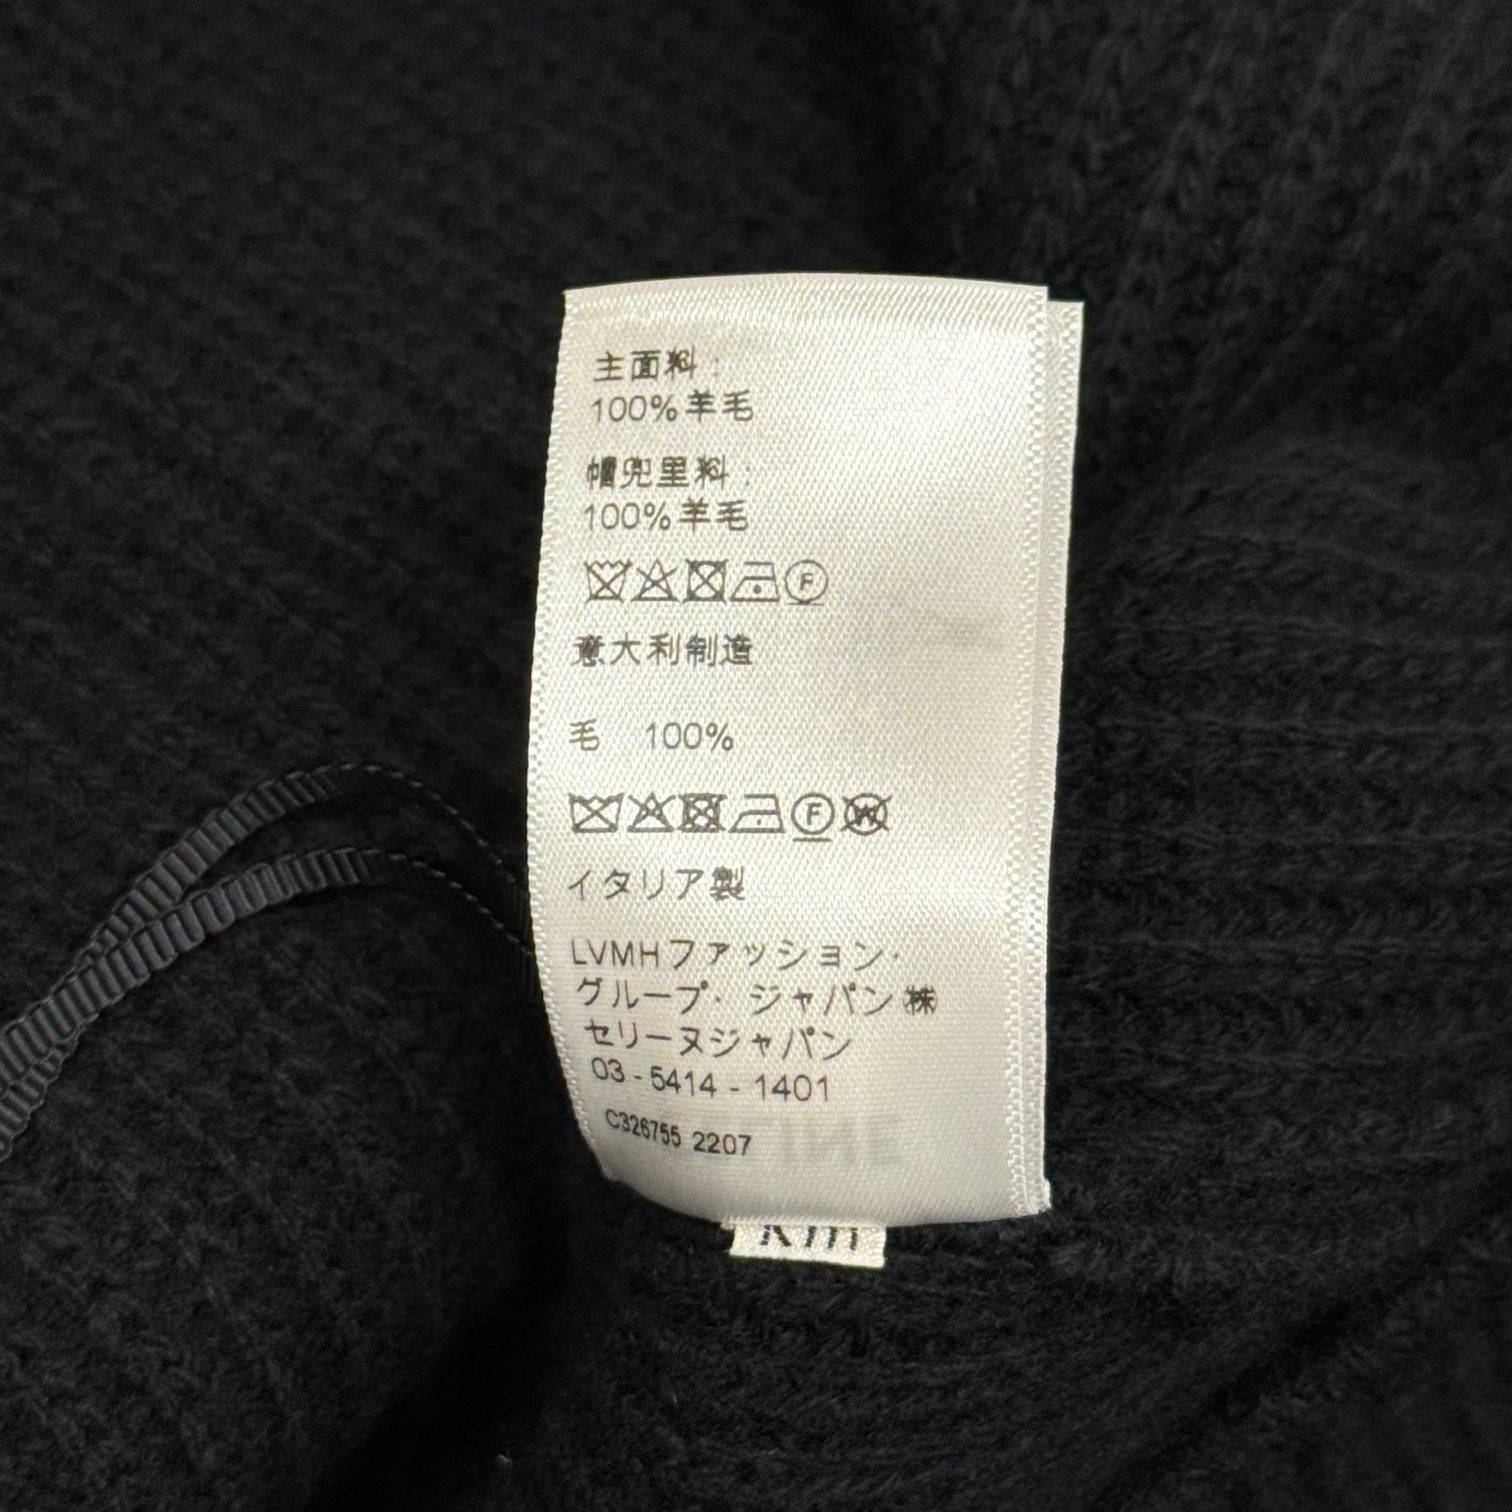 主面料:
100%羊毛
帽兜里料:
100%羊毛
F
意大利制造
毛 100%
F W
イタリア製
LVMHファッション・
グループ・ジャパン㈱
セリーヌジャパン
03-5414-1401
C326755 2207